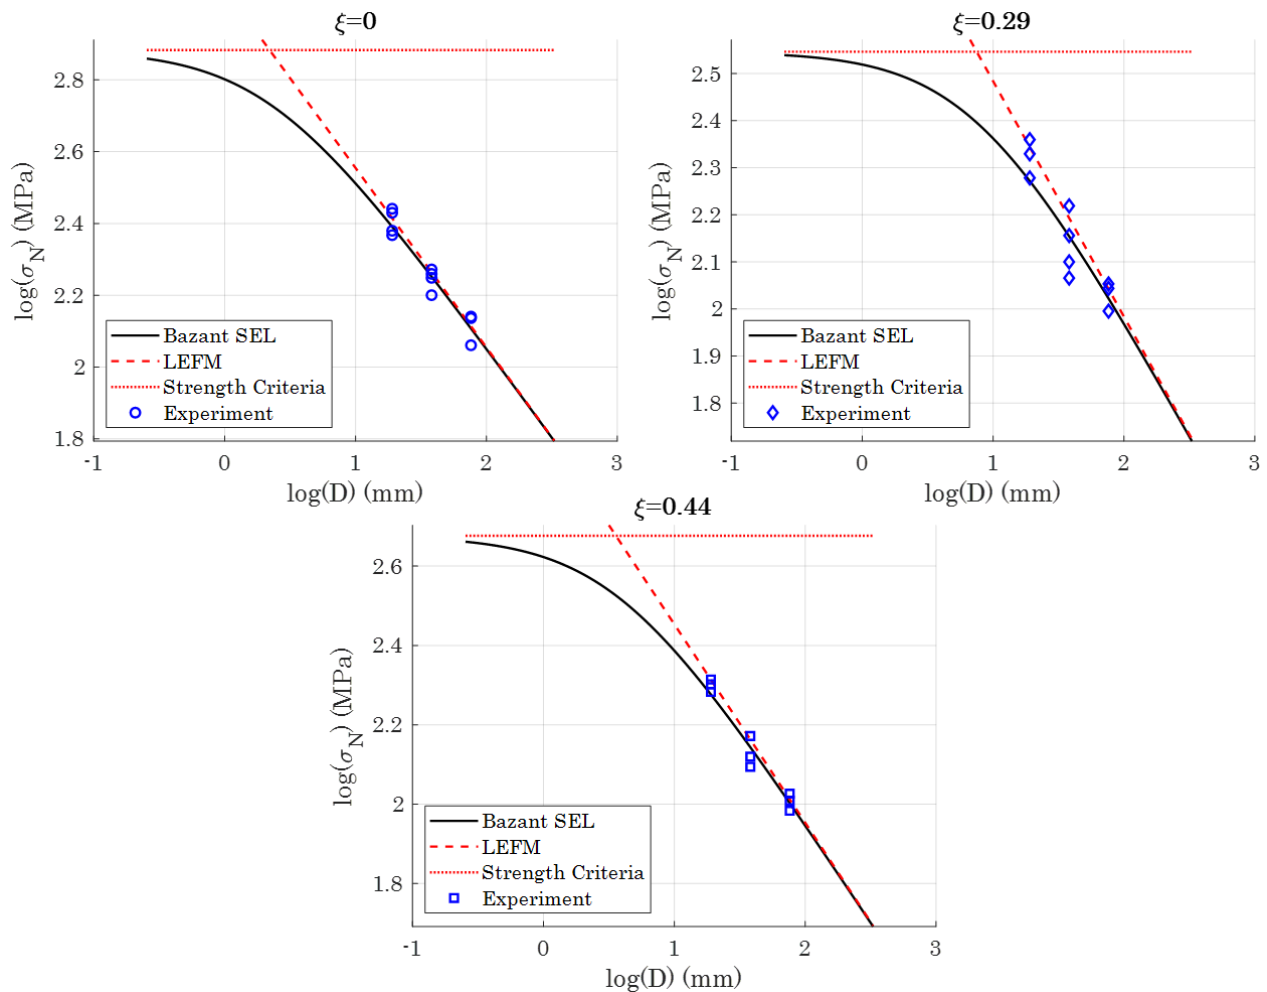 ξ=0
2.8
2.6
2.4
2.2
2
1.8
log(σN) (MPa)
Bazant SEL
LEFM
Strength Criteria
Experiment
-1 0 1 2 3
log(D) (mm)
ξ=0.29
2.5
2.4
2.3
2.2
2.1
2
1.9
1.8
log(σN) (MPa)
Bazant SEL
LEFM
Strength Criteria
Experiment
-1 0 1 2 3
log(D) (mm)
ξ=0.44
2.6
2.4
2.2
2
1.8
log(σN) (MPa)
Bazant SEL
LEFM
Strength Criteria
Experiment
-1 0 1 2 3
log(D) (mm)